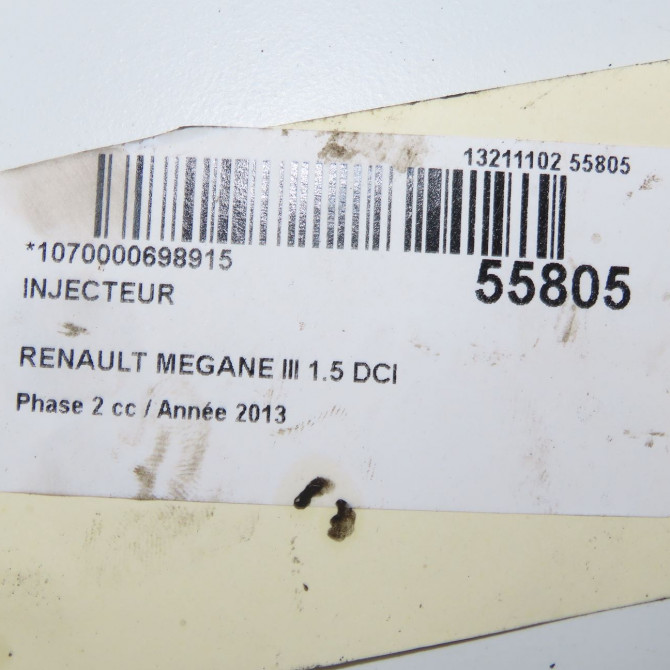 13211102 55805
*1070000698915
55805
INJECTEUR
RENAULT MEGANE III 1.5 DCI
Phase 2 cc / Année 2013